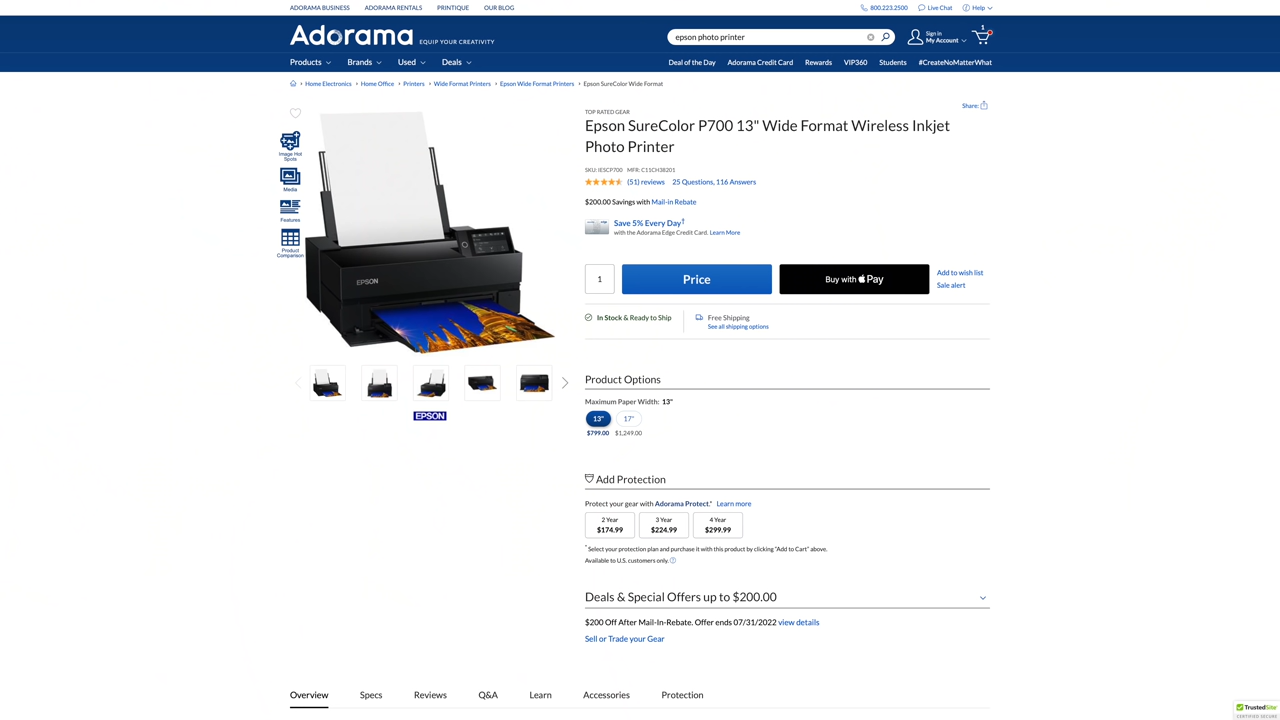 ADORAMA BUSINESS
ADORAMA RENTALS
PRINTIQUE
OUR BLOG
800.223.2500
Live Chat
Help
Adorama
EQUIP YOUR CREATIVITY
epson photo printer
Sign in
My Account
1
Products
Brands
Used
Deals
Deal of the Day
Adorama Credit Card
Rewards
VIP360
Students
#CreateNoMatterWhat
Home Electronics
Home Office
Printers
Wide Format Printers
Epson Wide Format Printers
Epson SureColor Wide Format
Image Hot
Spots
Media
Features
Product
Comparison
EPSON
EPSON
Share:
TOP RATED GEAR
Epson SureColor P700 13" Wide Format Wireless Inkjet
Photo Printer
SKU: IESCP700 MFR: C11CH38201
(51) reviews 25 Questions, 116 Answers
$200.00 Savings with Mail-in Rebate
Save 5% Every Day†
with the Adorama Edge Credit Card. Learn More
1
Price
Buy with Pay
Add to wish list
Sale alert
In Stock & Ready to Ship
Free Shipping
See all shipping options
Product Options
Maximum Paper Width: 13"
13" 17"
$799.00 $1,249.00
Add Protection
Protect your gear with Adorama Protect.* Learn more
2 Year
$174.99
3 Year
$224.99
4 Year
$299.99
* Select your protection plan and purchase it with this product by clicking "Add to Cart" above.
Available to U.S. customers only.
Deals & Special Offers up to $200.00
$200 Off After Mail-In-Rebate. Offer ends 07/31/2022 view details
Sell or Trade your Gear
Overview
Specs
Reviews
Q&A
Learn
Accessories
Protection
TrustedSite
CERTIFIED SECURE